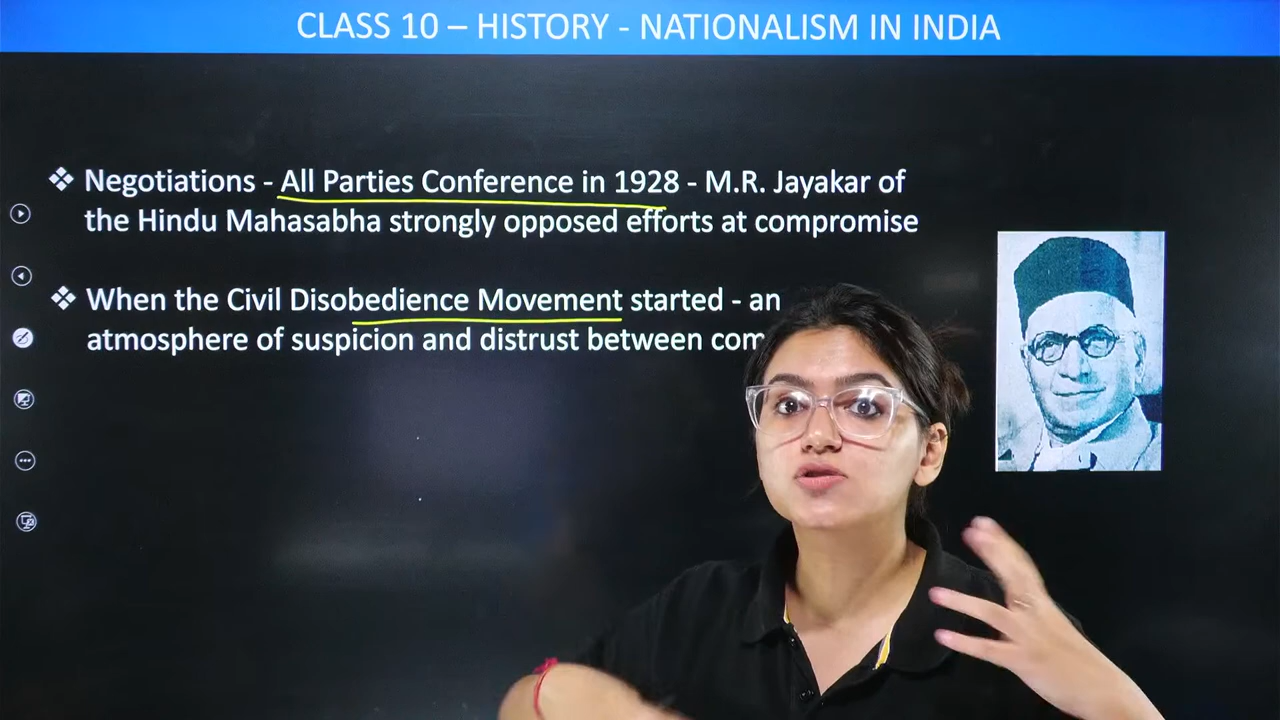 CLASS 10 – HISTORY - NATIONALISM IN INDIA
❖ Negotiations - All Parties Conference in 1928 - M.R. Jayakar of
the Hindu Mahasabha strongly opposed efforts at compromise
❖ When the Civil Disobedience Movement started - an
atmosphere of suspicion and distrust between